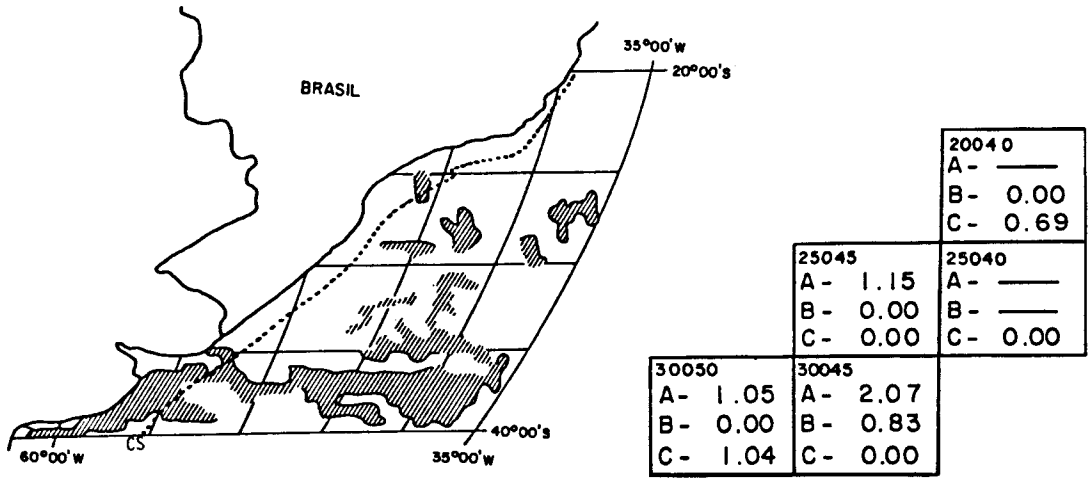 BRASIL
35°00'W
20°00'S
CS
60°00'W
35°00'W
40°00'S
20040
A- ——
B- 0.00
C- 0.69
25045
A- 1.15
B- 0.00
C- 0.00
25040
A- ——
B- ——
C- 0.00
30050
A- 1.05
B- 0.00
C- 1.04
30045
A- 2.07
B- 0.83
C- 0.00